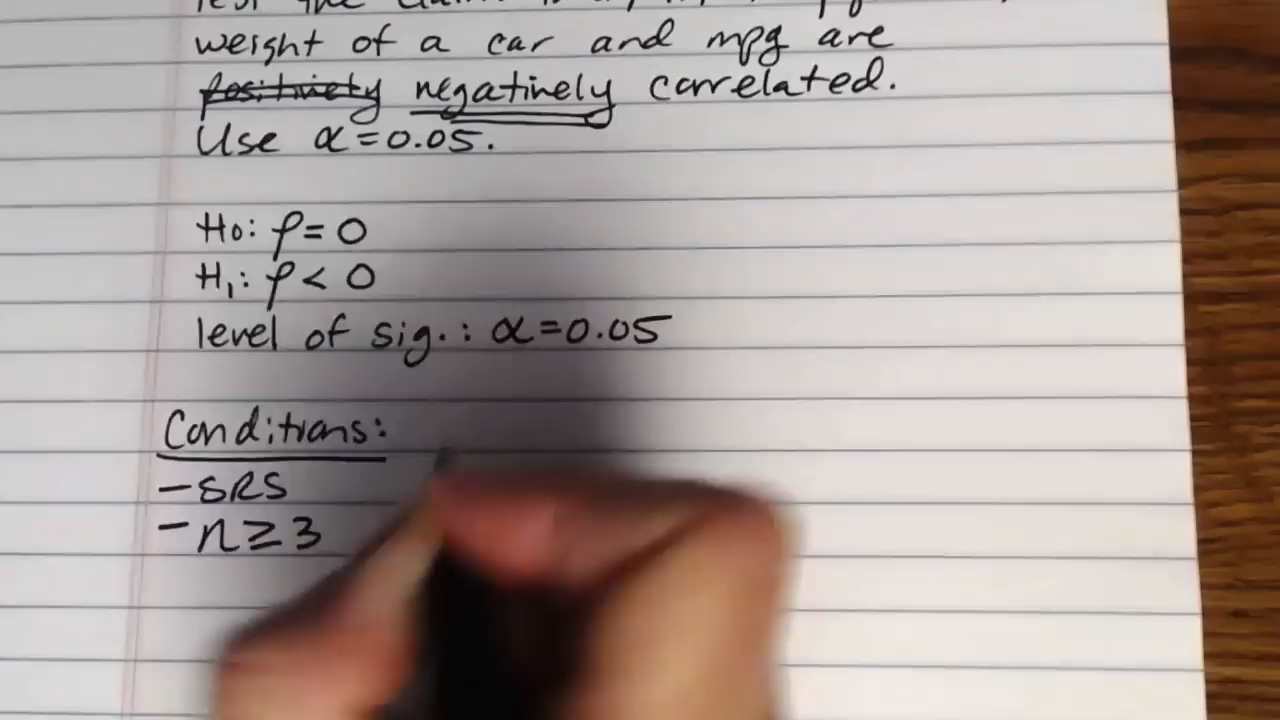 weight of a car and mpg are
positively negatively correlated.
Use α=0.05.
H0: ρ=0
H1: ρ<0
level of sig.: α=0.05
Conditions:
-SRS
-n≥3